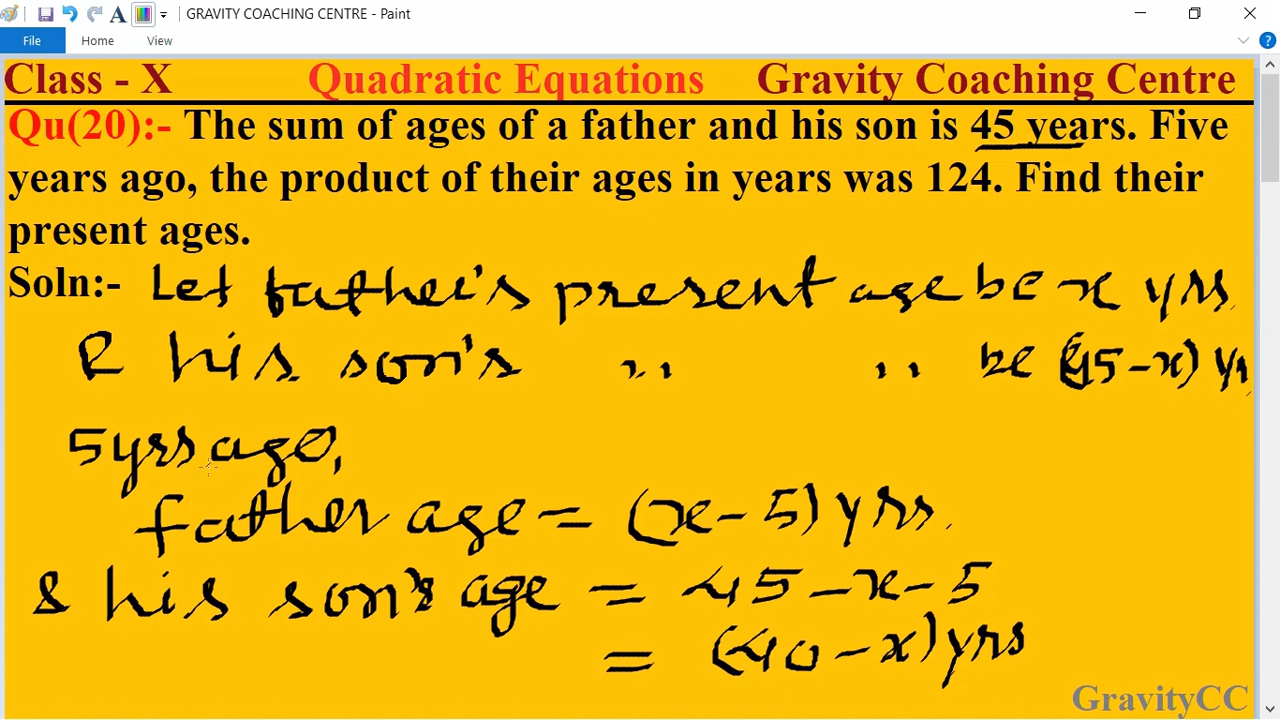 GRAVITY COACHING CENTRE - Paint
File Home View
Class - X Quadratic Equations Gravity Coaching Centre
Qu(20):- The sum of ages of a father and his son is 45 years. Five
years ago, the product of their ages in years was 124. Find their
present ages.
Soln:- Let father's present age be x yrs.
& his son's " " be (45-x) yr
5 yrs ago,
father age = (x-5) yrs.
& his son's age = 45-x-5
= (40-x) yrs
GravityCC